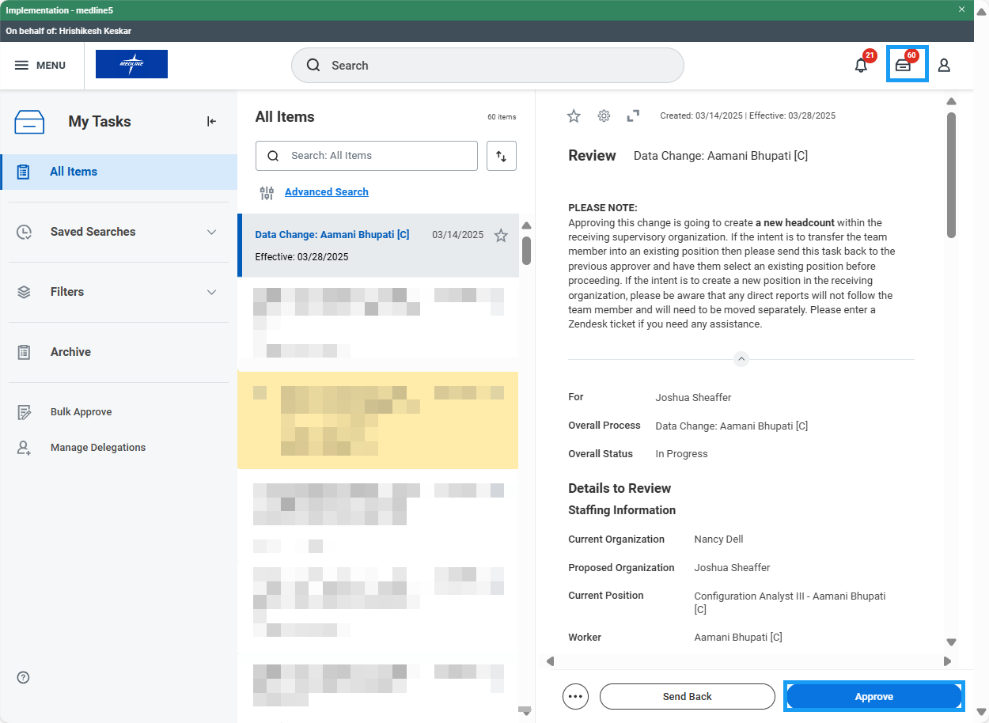 Implementation - medline5
On behalf of: Hrishikesh Keskar
MENU
MEDLINE
Search
21
60
My Tasks
All Items
Saved Searches
Filters
Archive
Bulk Approve
Manage Delegations
All Items
60 items
Search: All Items
Advanced Search
Data Change: Aamani Bhupati [C]
03/14/2025
Effective: 03/28/2025
Created: 03/14/2025 | Effective: 03/28/2025
Review Data Change: Aamani Bhupati [C]
PLEASE NOTE:
Approving this change is going to create a new headcount within the
receiving supervisory organization. If the intent is to transfer the team
member into an existing position then please send this task back to the
previous approver and have them select an existing position before
proceeding. If the intent is to create a new position in the receiving
organization, please be aware that any direct reports will not follow the
team member and will need to be moved separately. Please enter a
Zendesk ticket if you need any assistance.
For Joshua Sheaffer
Overall Process Data Change: Aamani Bhupati [C]
Overall Status In Progress
Details to Review
Staffing Information
Current Organization Nancy Dell
Proposed Organization Joshua Sheaffer
Current Position Configuration Analyst III - Aamani Bhupati
[C]
Worker Aamani Bhupati [C]
Send Back
Approve